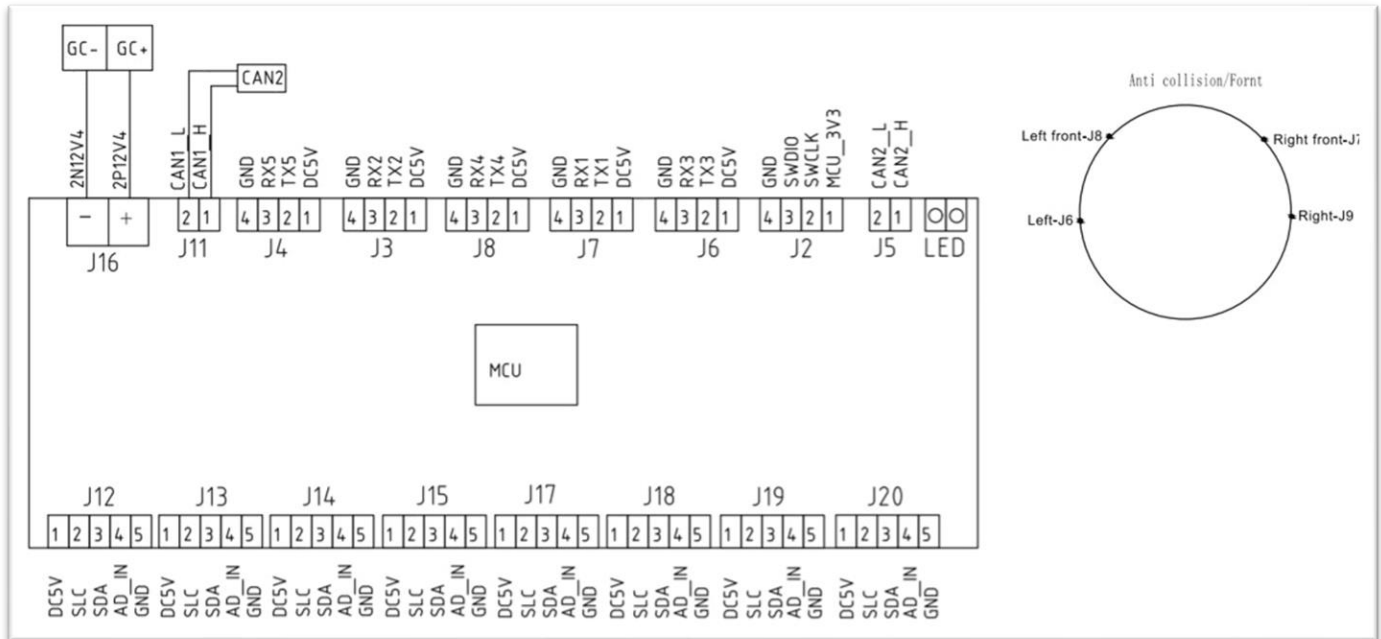 GC- GC+
CAN2
Anti collision/Fornt
Left front-J8
Right front-J7
Left-J6
Right-J9
2N12V4
2P12V4
CAN1_L
CAN1_H
GND RX5 TX5 DC5V
GND RX2 TX2 DC5V
GND RX4 TX4 DC5V
GND RX1 TX1 DC5V
GND RX3 TX3 DC5V
GND SWDIO SWCLK MCU_3V3
CAN2_L
CAN2_H
- +
2 1
4 3 2 1
4 3 2 1
4 3 2 1
4 3 2 1
4 3 2 1
4 3 2 1
2 1
J16 J11 J4 J3 J8 J7 J6 J2 J5 LED
MCU
J12 J13 J14 J15 J17 J18 J19 J20
1 2 3 4 5
1 2 3 4 5
1 2 3 4 5
1 2 3 4 5
1 2 3 4 5
1 2 3 4 5
1 2 3 4 5
1 2 3 4 5
DC5V SLC SDA AD_IN GND
DC5V SLC SDA AD_IN GND
DC5V SLC SDA AD_IN GND
DC5V SLC SDA AD_IN GND
DC5V SLC SDA AD_IN GND
DC5V SLC SDA AD_IN GND
DC5V SLC SDA AD_IN GND
DC5V SLC SDA AD_IN GND